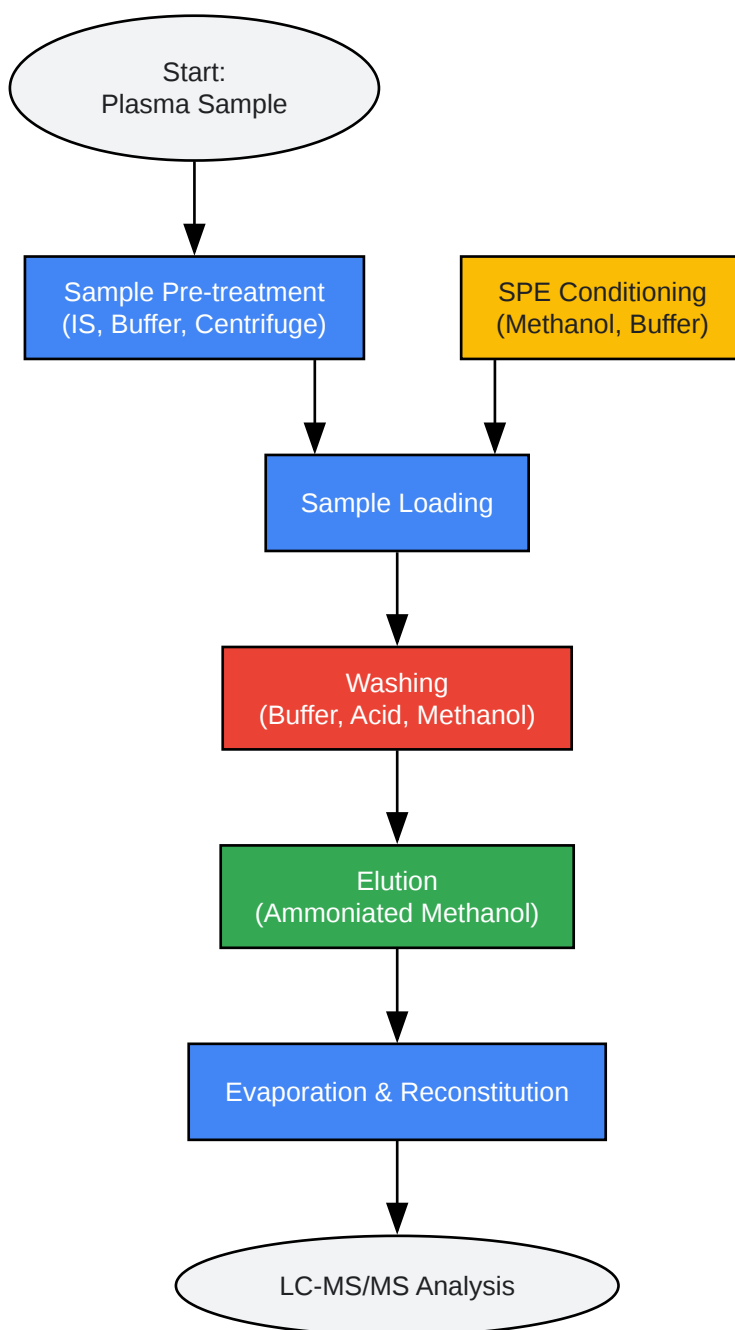 Start:
Plasma Sample
Sample Pre-treatment
(IS, Buffer, Centrifuge)
SPE Conditioning
(Methanol, Buffer)
Sample Loading
Washing
(Buffer, Acid, Methanol)
Elution
(Ammoniated Methanol)
Evaporation & Reconstitution
LC-MS/MS Analysis